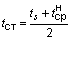 t_ст = (t_s + t_ср^н) / 2